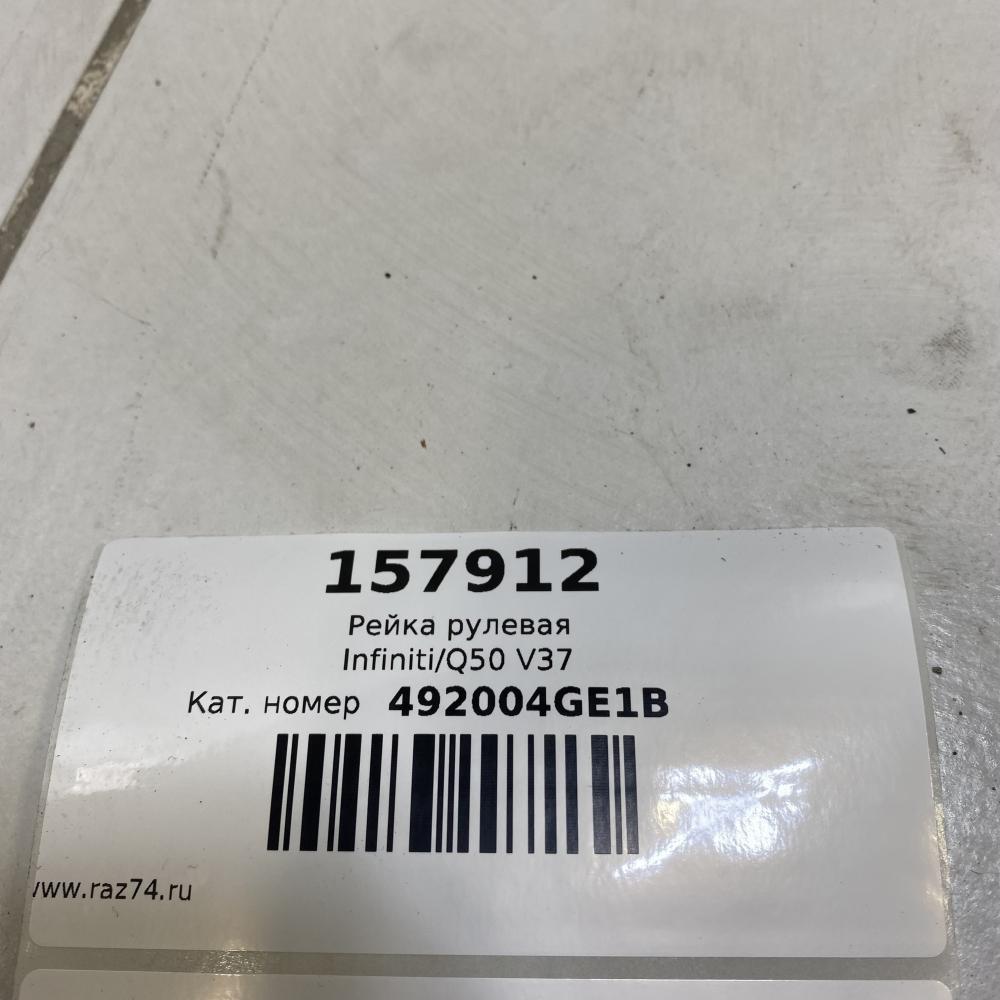 157912
Рейка рулевая
Infiniti/Q50 V37
Кат. номер 492004GE1B
www.raz74.ru